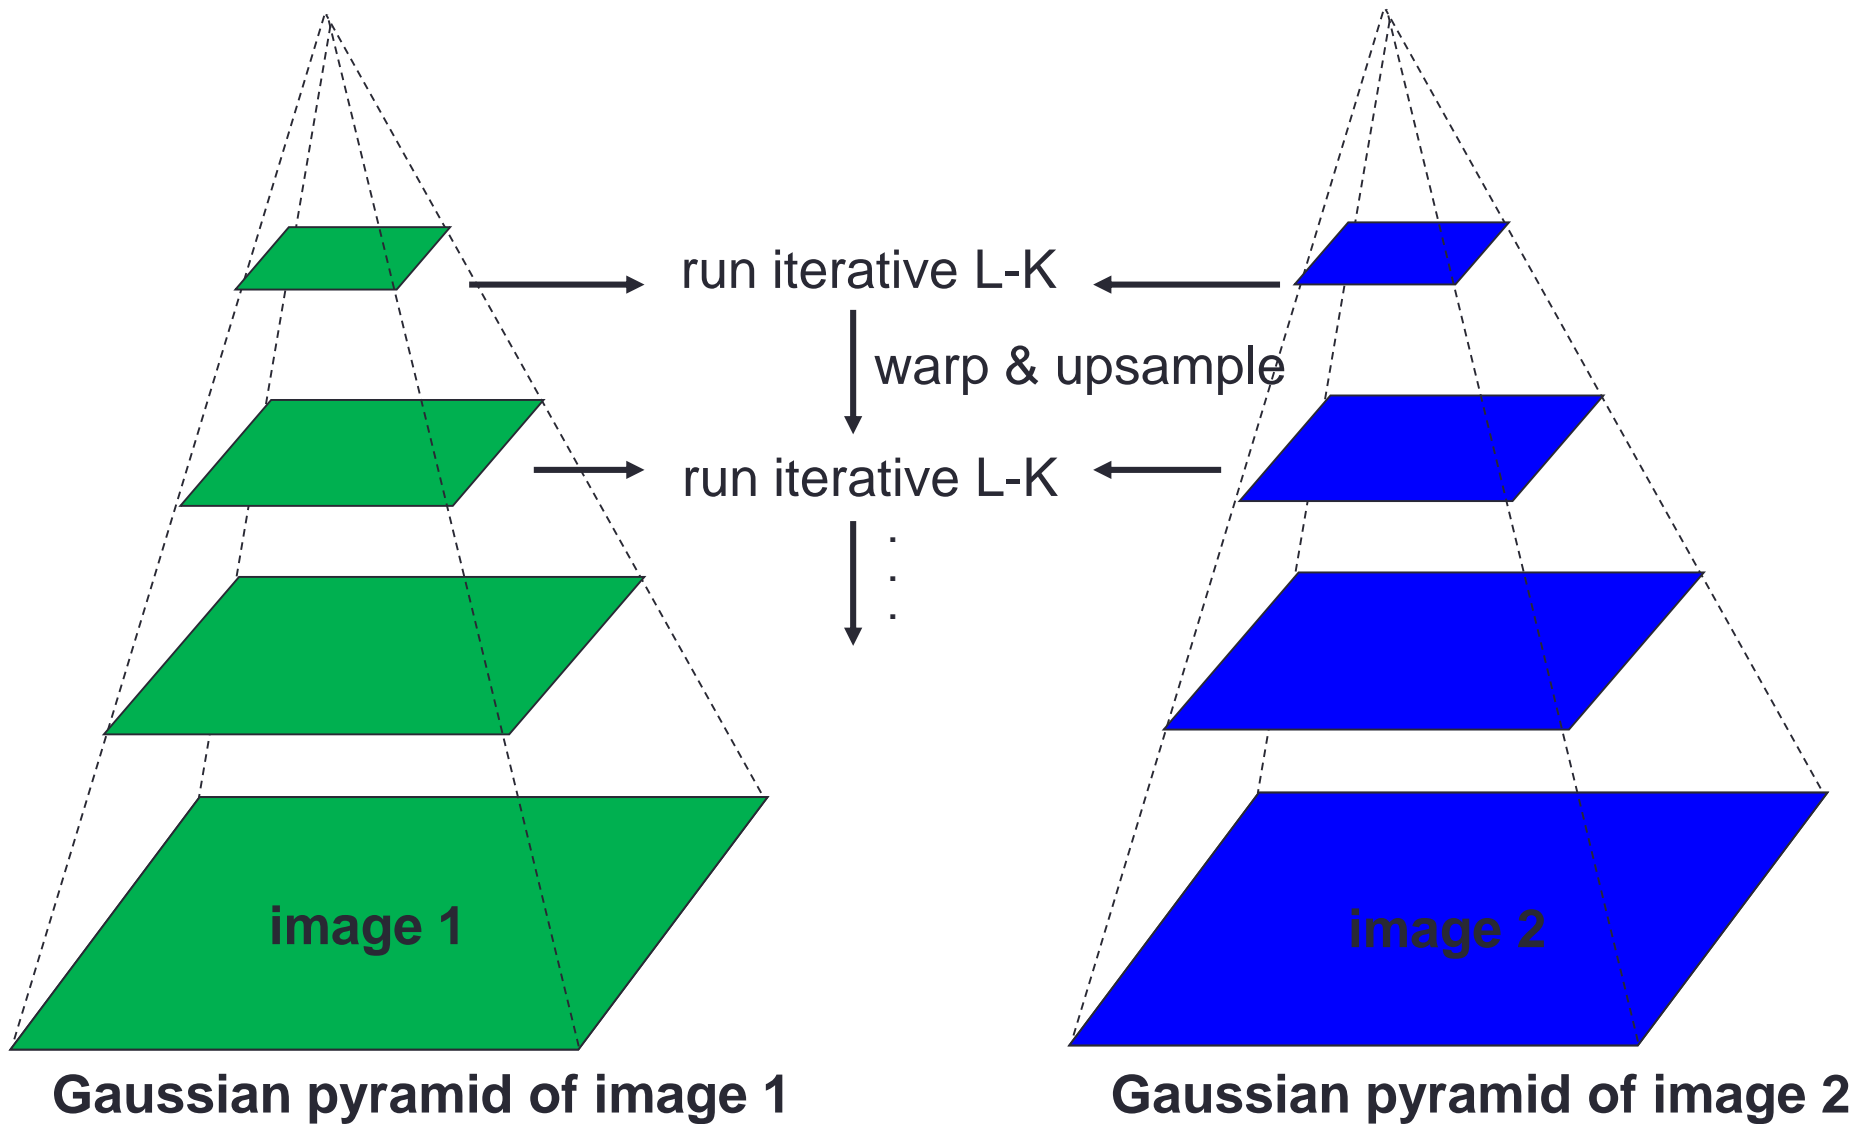 run iterative L-K
warp & upsample
run iterative L-K
.
.
.
image 1
image 2
Gaussian pyramid of image 1
Gaussian pyramid of image 2